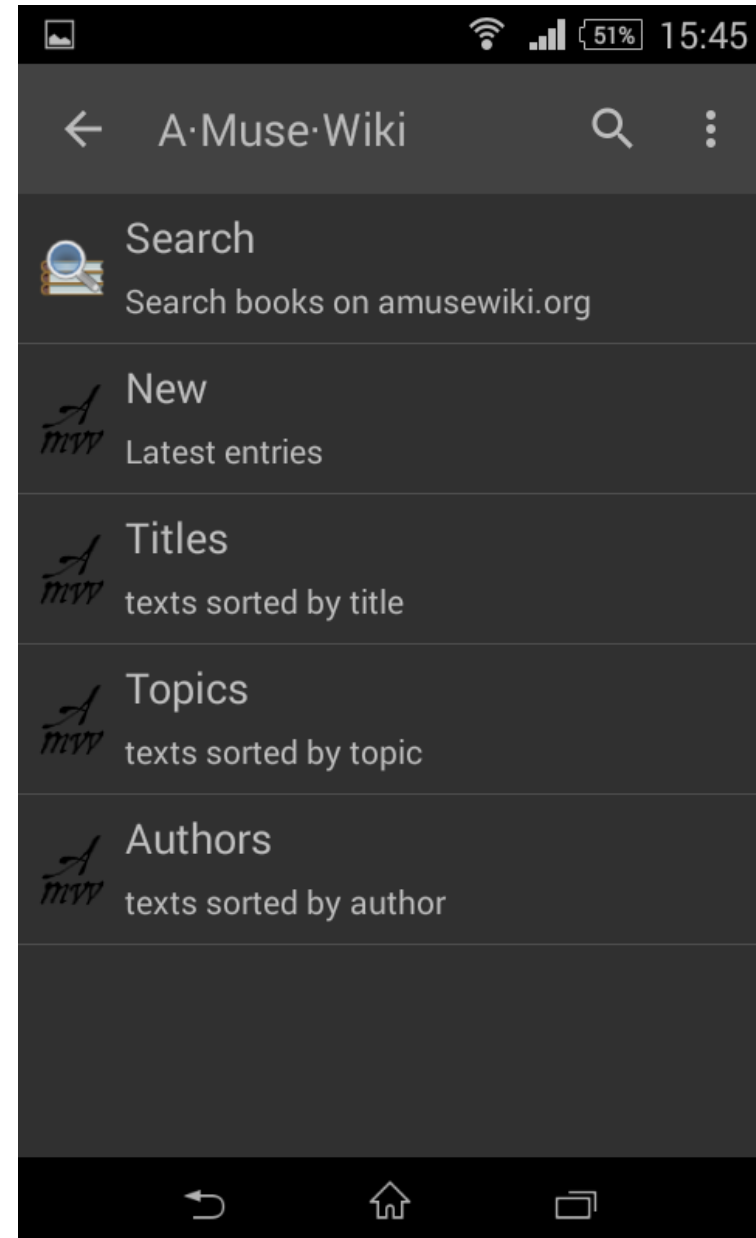 51% 15:45
A·Muse·Wiki
Search
Search books on amusewiki.org
New
Latest entries
Titles
texts sorted by title
Topics
texts sorted by topic
Authors
texts sorted by author